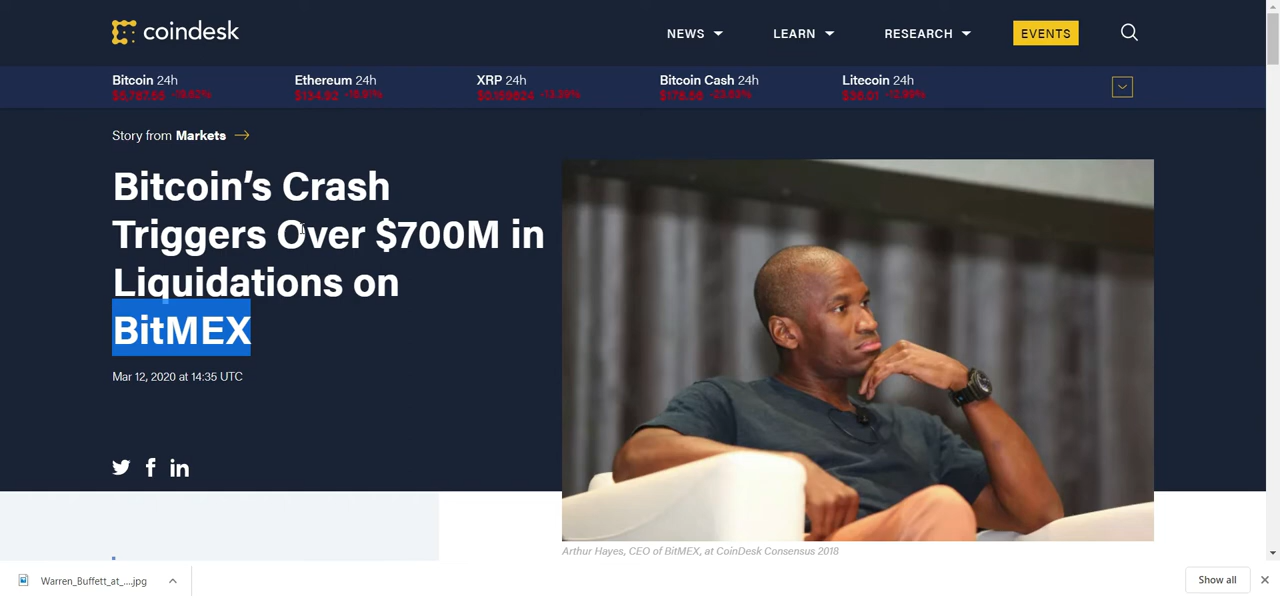 coindesk
NEWS LEARN RESEARCH EVENTS
Bitcoin 24h Ethereum 24h XRP 24h Bitcoin Cash 24h Litecoin 24h
Story from Markets →
Bitcoin’s Crash
Triggers Over $700M in
Liquidations on
BitMEX
Mar 12, 2020 at 14:35 UTC
Arthur Hayes, CEO of BitMEX, at CoinDesk Consensus 2018
Warren_Buffett_at_....jpg Show all